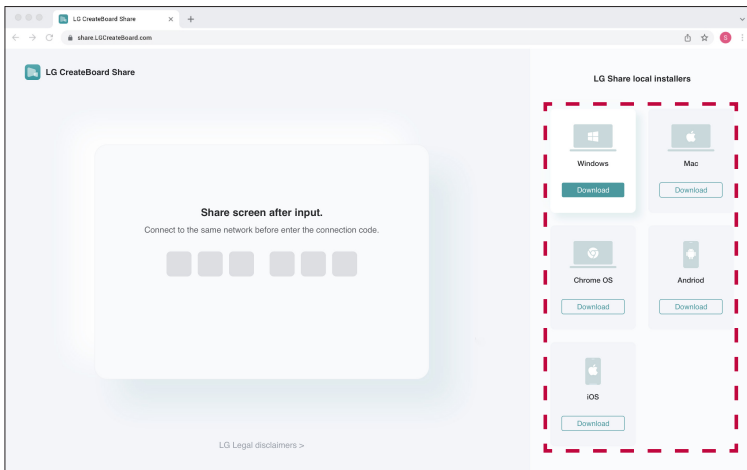 LG CreateBoard Share
share.LGCreateBoard.com
S
LG CreateBoard Share
Share screen after input.
Connect to the same network before enter the connection code.
LG Legal disclaimers >
LG Share local installers
Windows
Download
Mac
Download
Chrome OS
Download
Andriod
Download
iOS
Download